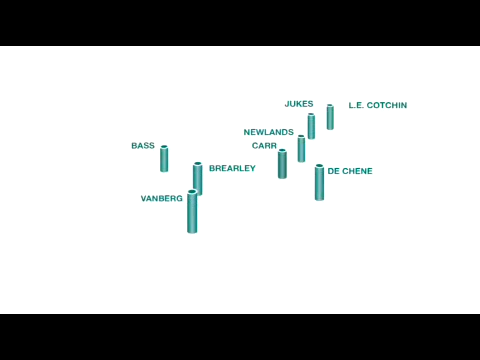 JUKES
L.E. COTCHIN
NEWLANDS
BASS
CARR
BREARLEY
DE CHENE
VANBERG